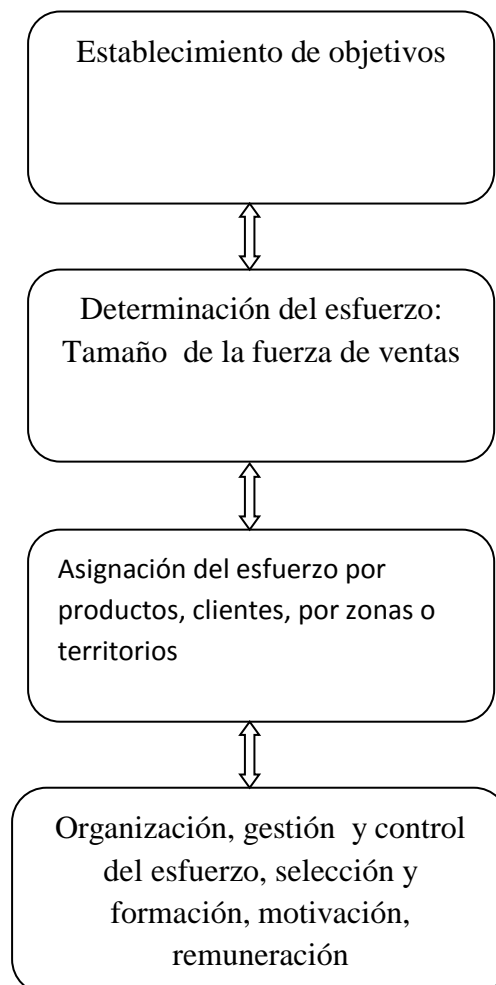 Establecimiento de objetivos
Determinación del esfuerzo:
Tamaño de la fuerza de ventas
Asignación del esfuerzo por
productos, clientes, por zonas o
territorios
Organización, gestión y control
del esfuerzo, selección y
formación, motivación,
remuneración